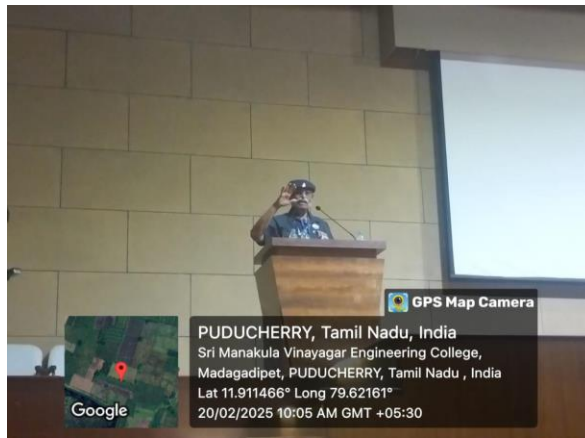 GPS Map Camera
PUDUCHERRY, Tamil Nadu, India
Sri Manakula Vinayagar Engineering College,
Madagadipet, PUDUCHERRY, Tamil Nadu , India
Lat 11.911466° Long 79.62161°
20/02/2025 10:05 AM GMT +05:30
Google